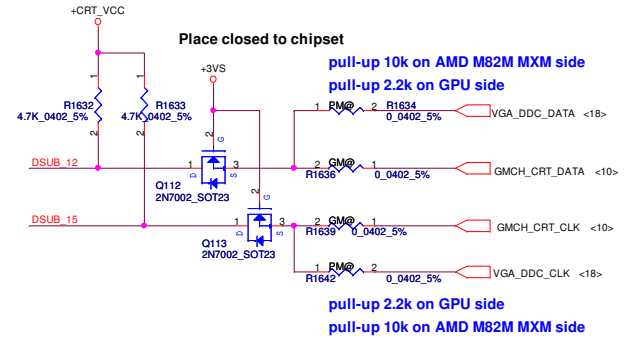 +CRT_VCC
Place closed to chipset
pull-up 10k on AMD M82M MXM side
+3VS
pull-up 2.2k on GPU side
1
1
R1632
4.7K_0402_5%
2
R1633
4.7K_0402_5%
2
2
G
1
PM@
2
R1634
0_0402_5%
VGA_DDC_DATA <18>
DSUB_12
1
D
3
S
Q112
2N7002_SOT23
2
GM@
1
R1636
0_0402_5%
GMCH_CRT_DATA <10>
2
G
DSUB_15
1
D
3
S
Q113
2N7002_SOT23
2
GM@
1
R1639
0_0402_5%
GMCH_CRT_CLK <10>
1
PM@
2
R1642
0_0402_5%
VGA_DDC_CLK <18>
pull-up 2.2k on GPU side
pull-up 10k on AMD M82M MXM side